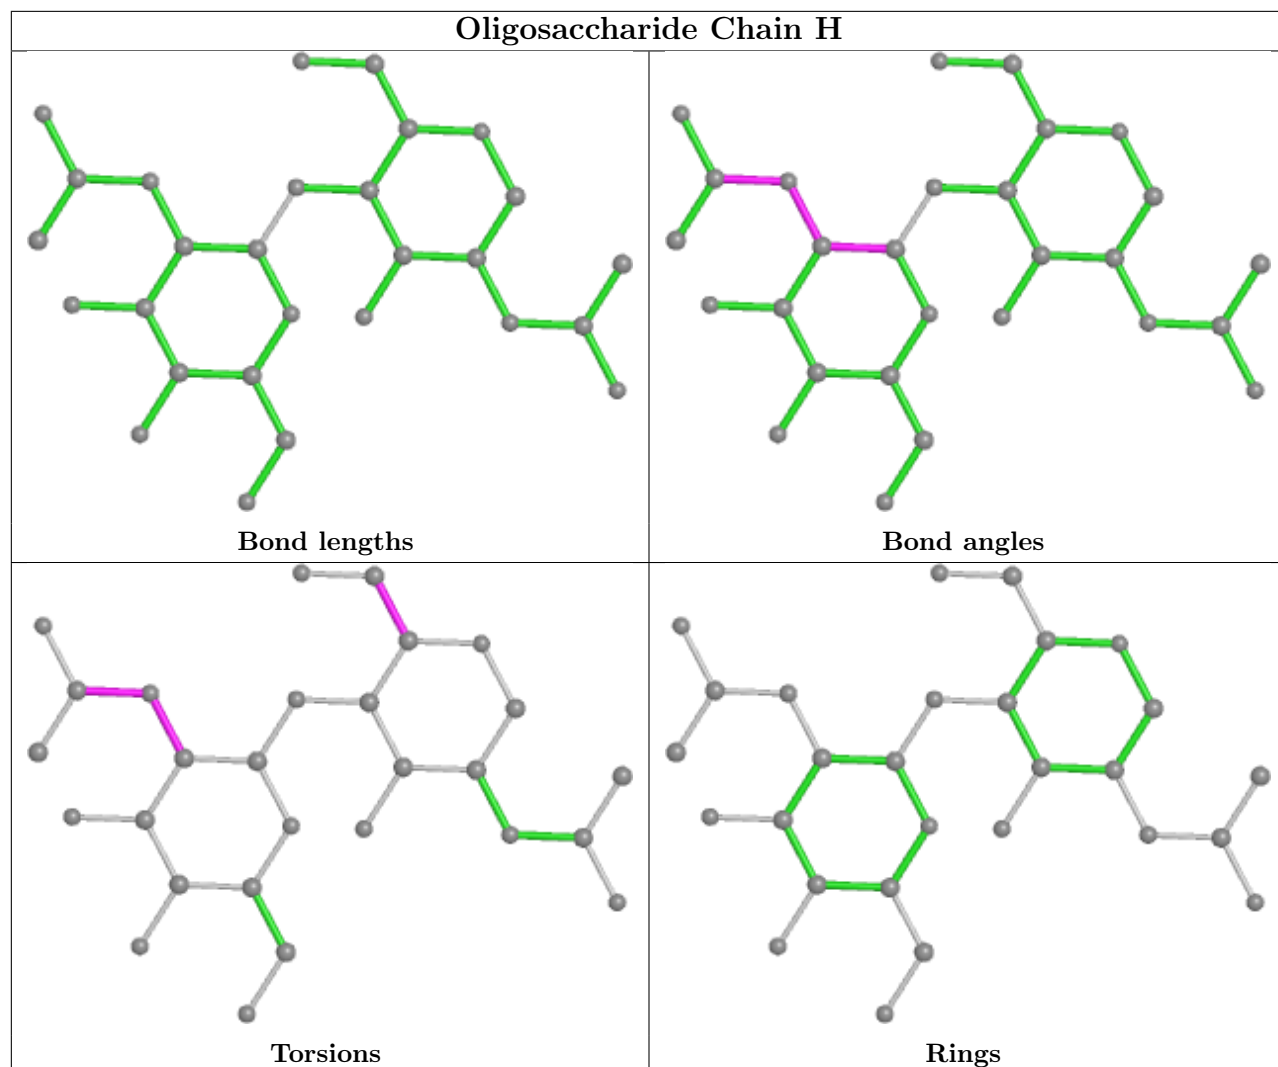 Oligosaccharide Chain H
Bond lengths
Bond angles
Torsions
Rings